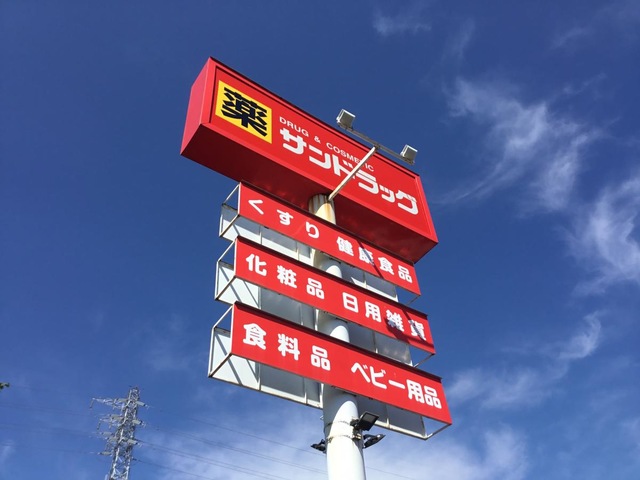 薬
DRUG & COSMETIC
サンドラッグ
くすり 健康食品
化粧品 日用雑貨
食料品 ベビー用品